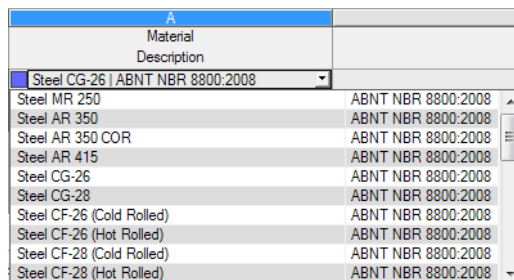 A
Material
Description
Steel CG-26 | ABNT NBR 8800:2008
Steel MR 250 ABNT NBR 8800:2008
Steel AR 350 ABNT NBR 8800:2008
Steel AR 350 COR ABNT NBR 8800:2008
Steel AR 415 ABNT NBR 8800:2008
Steel CG-26 ABNT NBR 8800:2008
Steel CG-28 ABNT NBR 8800:2008
Steel CF-26 (Cold Rolled) ABNT NBR 8800:2008
Steel CF-26 (Hot Rolled) ABNT NBR 8800:2008
Steel CF-28 (Cold Rolled) ABNT NBR 8800:2008
Steel CF-28 (Hot Rolled) ABNT NBR 8800:2008